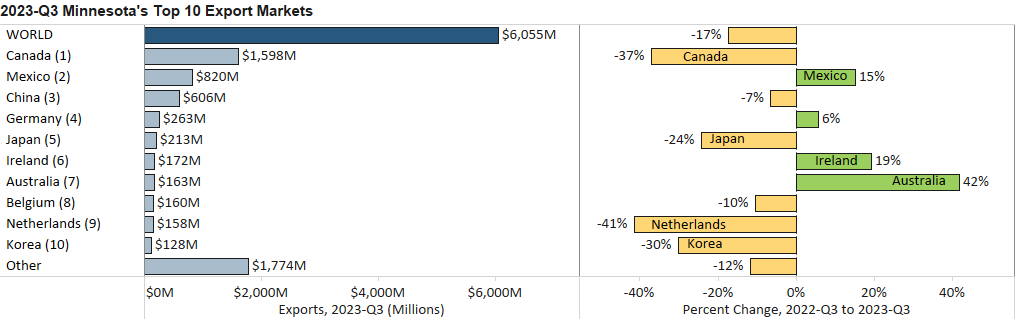 2023-Q3 Minnesota's Top 10 Export Markets
WORLD $6,055M -17%
Canada (1) $1,598M -37% Canada
Mexico (2) $820M Mexico 15%
China (3) $606M -7%
Germany (4) $263M 6%
Japan (5) $213M -24% Japan
Ireland (6) $172M Ireland 19%
Australia (7) $163M Australia 42%
Belgium (8) $160M -10%
Netherlands (9) $158M -41% Netherlands
Korea (10) $128M -30% Korea
Other $1,774M -12%
$0M $2,000M $4,000M $6,000M -40% -20% 0% 20% 40%
Exports, 2023-Q3 (Millions) Percent Change, 2022-Q3 to 2023-Q3